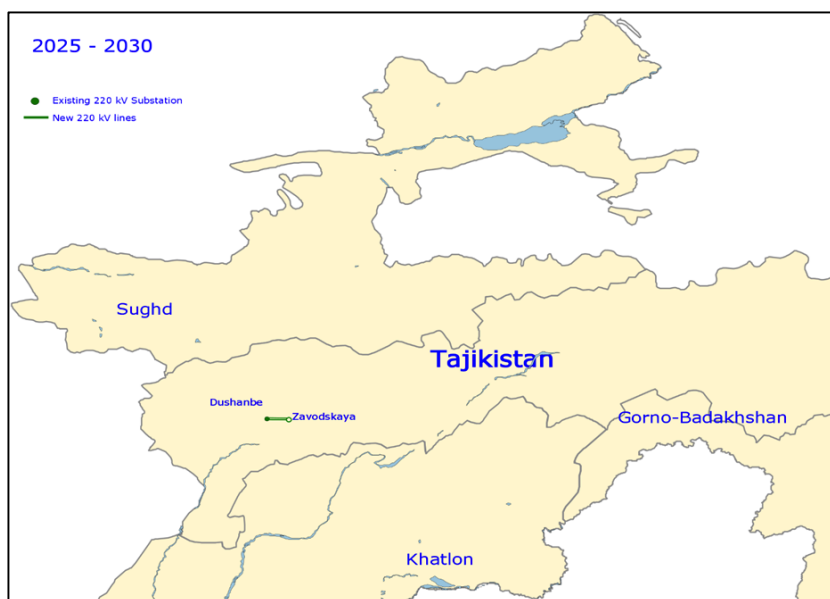 2025 - 2030
Existing 220 kV Substation
New 220 kV lines
Sughd
Tajikistan
Dushanbe
Zavodskaya
Gorno-Badakhshan
Khatlon